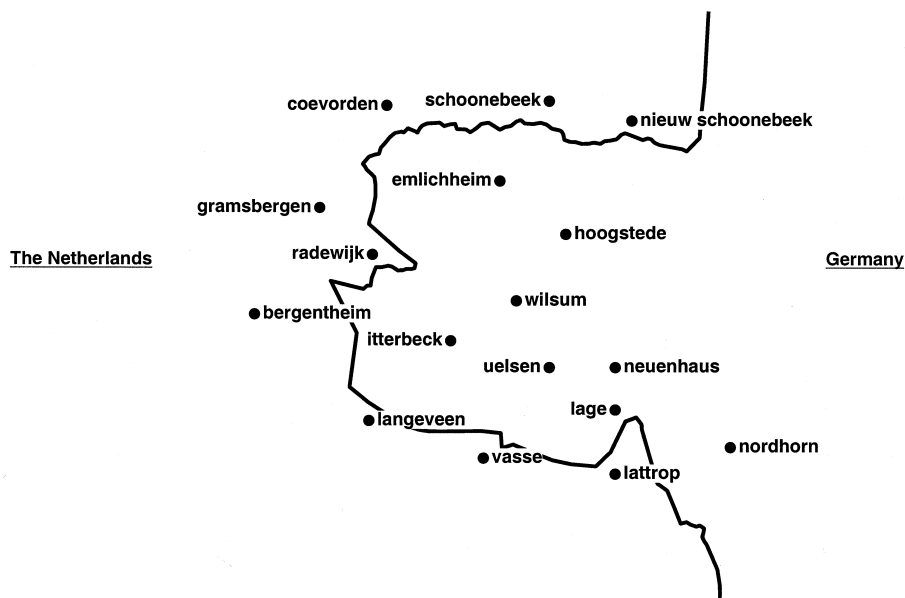 coevorden
schoonebeek
nieuw schoonebeek
emlichheim
gramsbergen
hoogstede
The Netherlands
radewijk
Germany
wilsum
bergentheim
itterbeck
uelsen
neuenhaus
lage
langeveen
nordhorn
vasse
lattrop